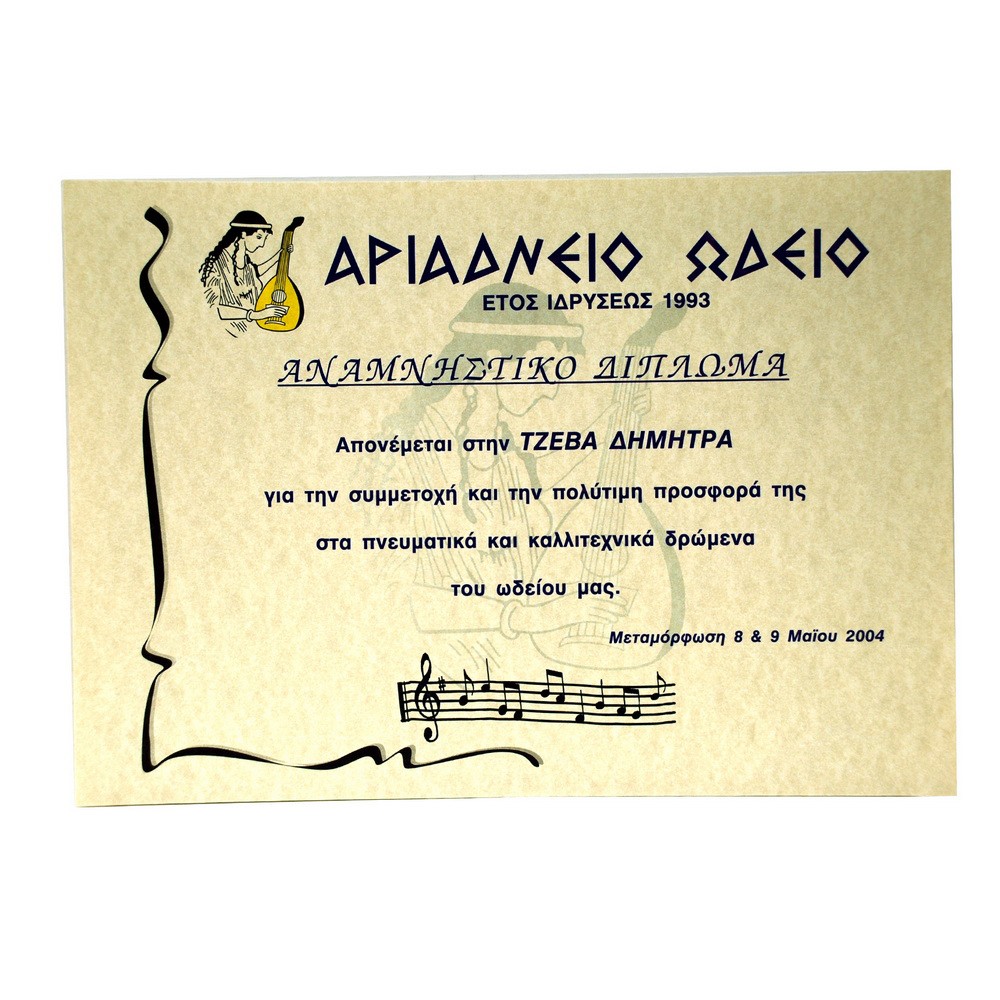 ΑΡΙΑΔΝΕΙΟ ΩΔΕΙΟ
ΕΤΟΣ ΙΔΡΥΣΕΩΣ 1993
ΑΝΑΜΝΗΣΤΙΚΟ ΔΙΠΛΩΜΑ
Απονέμεται στην ΤΖΕΒΑ ΔΗΜΗΤΡΑ
για την συμμετοχή και την πολύτιμη προσφορά της
στα πνευματικά και καλλιτεχνικά δρώμενα
του ωδείου μας.
Μεταμόρφωση 8 & 9 Μαΐου 2004